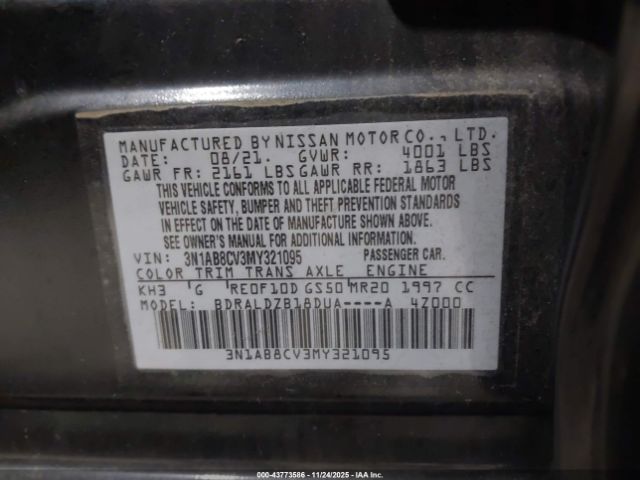 MANUFACTURED BY NISSAN MOTOR CO., LTD.
DATE: 08/21. GVWR: 4001 LBS
GAWR FR: 2161 LBS GAWR RR: 1863 LBS
THIS VEHICLE CONFORMS TO ALL APPLICABLE FEDERAL MOTOR
VEHICLE SAFETY, BUMPER AND THEFT PREVENTION STANDARDS
IN EFFECT ON THE DATE OF MANUFACTURE SHOWN ABOVE.
SEE OWNER'S MANUAL FOR ADDITIONAL INFORMATION.
VIN: 3N1AB8CV3MY321095 PASSENGER CAR.
COLOR TRIM TRANS AXLE ENGINE
KH3 G RE0F10D GS50 MR20 1997 CC
MODEL: BDRALDZB18DUA----A 4Z000
3N1AB8CV3MY321095
000-43773586 - 11/24/2025 - IAA Inc.